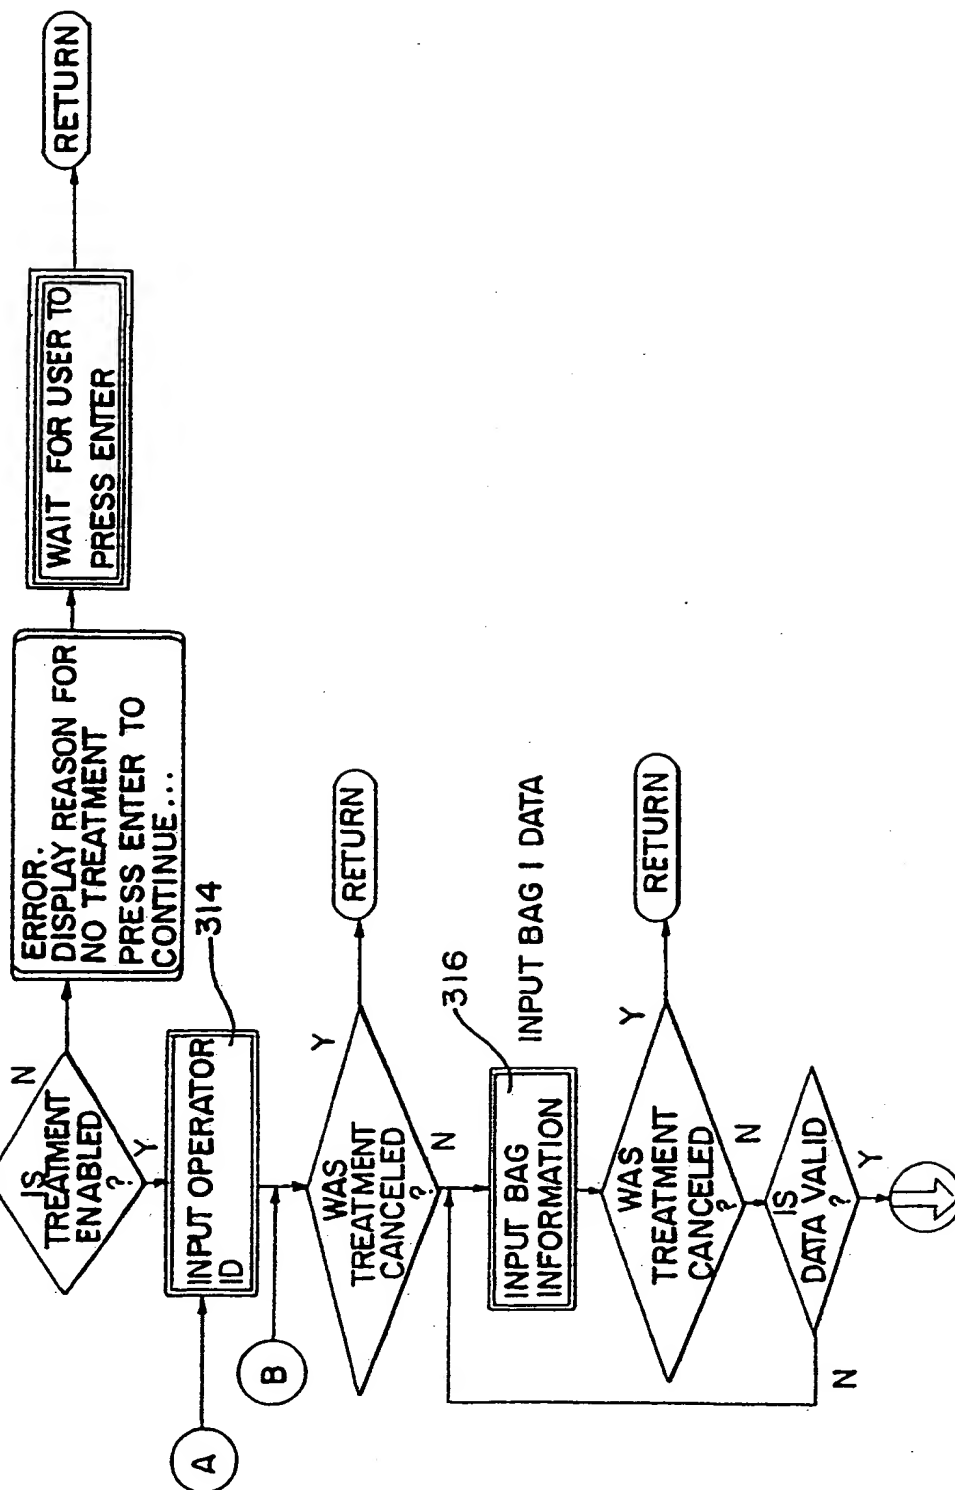 IS
TREATMENT
ENABLED
?
N
Y
ERROR.
DISPLAY REASON FOR
NO TREATMENT
PRESS ENTER TO
CONTINUE...
WAIT FOR USER TO
PRESS ENTER
RETURN
A
INPUT OPERATOR
ID
314
B
WAS
TREATMENT
CANCELED
?
Y
RETURN
N
INPUT BAG
INFORMATION
316
INPUT BAG 1 DATA
WAS
TREATMENT
CANCELED
?
Y
RETURN
N
IS
DATA VALID
?
Y
N